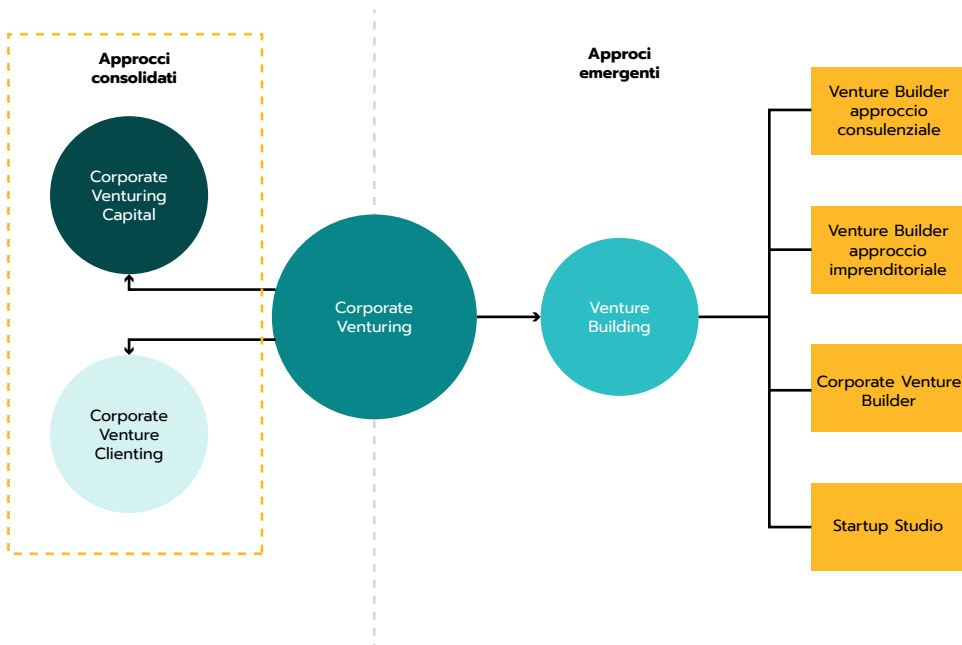 Approcci
consolidati
Corporate
Venturing
Capital
Corporate
Venture
Clienting
Corporate
Venturing
Approci
emergenti
Venture
Building
Venture Builder
approccio
consulenziale
Venture Builder
approccio
imprenditoriale
Corporate Venture
Builder
Startup Studio